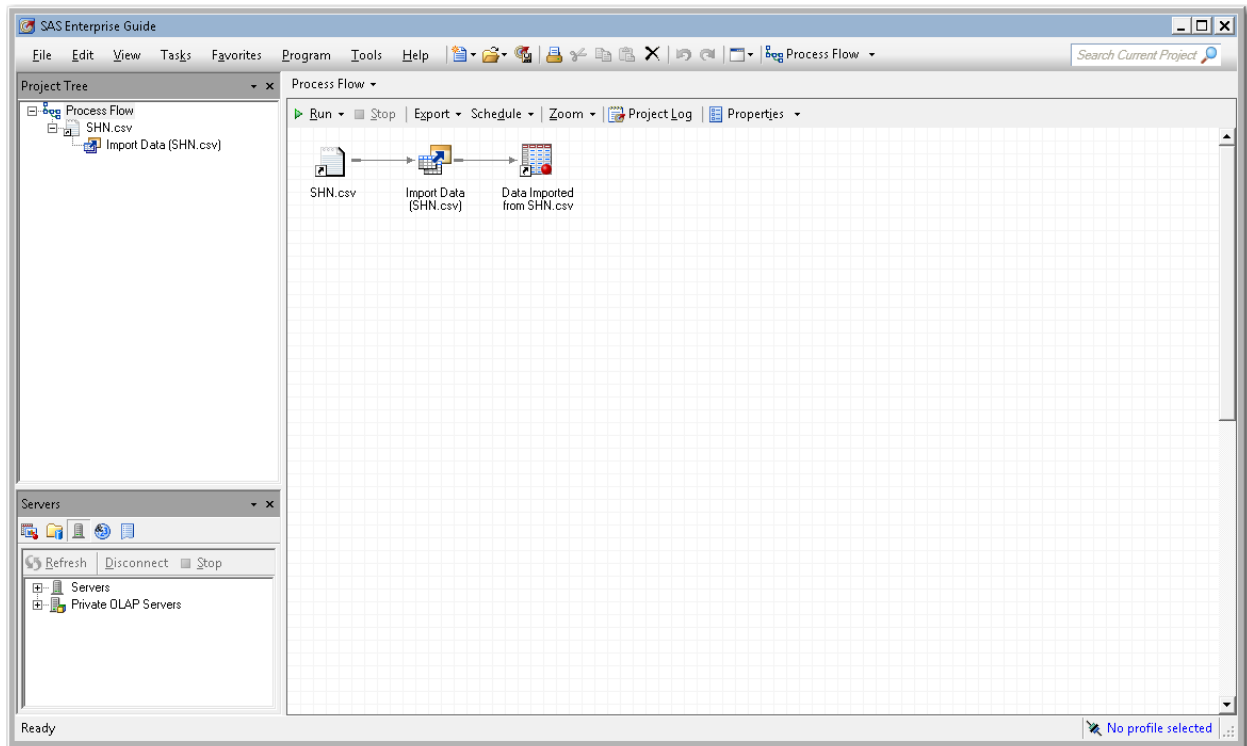 SAS Enterprise Guide
File Edit View Tasks Favorites Program Tools Help Process Flow Search Current Project
Project Tree
Process Flow
SHN.csv
Import Data (SHN.csv)
Process Flow
Run Stop Export Schedule Zoom Project Log Properties
SHN.csv
Import Data
(SHN.csv)
Data Imported
from SHN.csv
Servers
Refresh Disconnect Stop
Servers
Private OLAP Servers
Ready
No profile selected